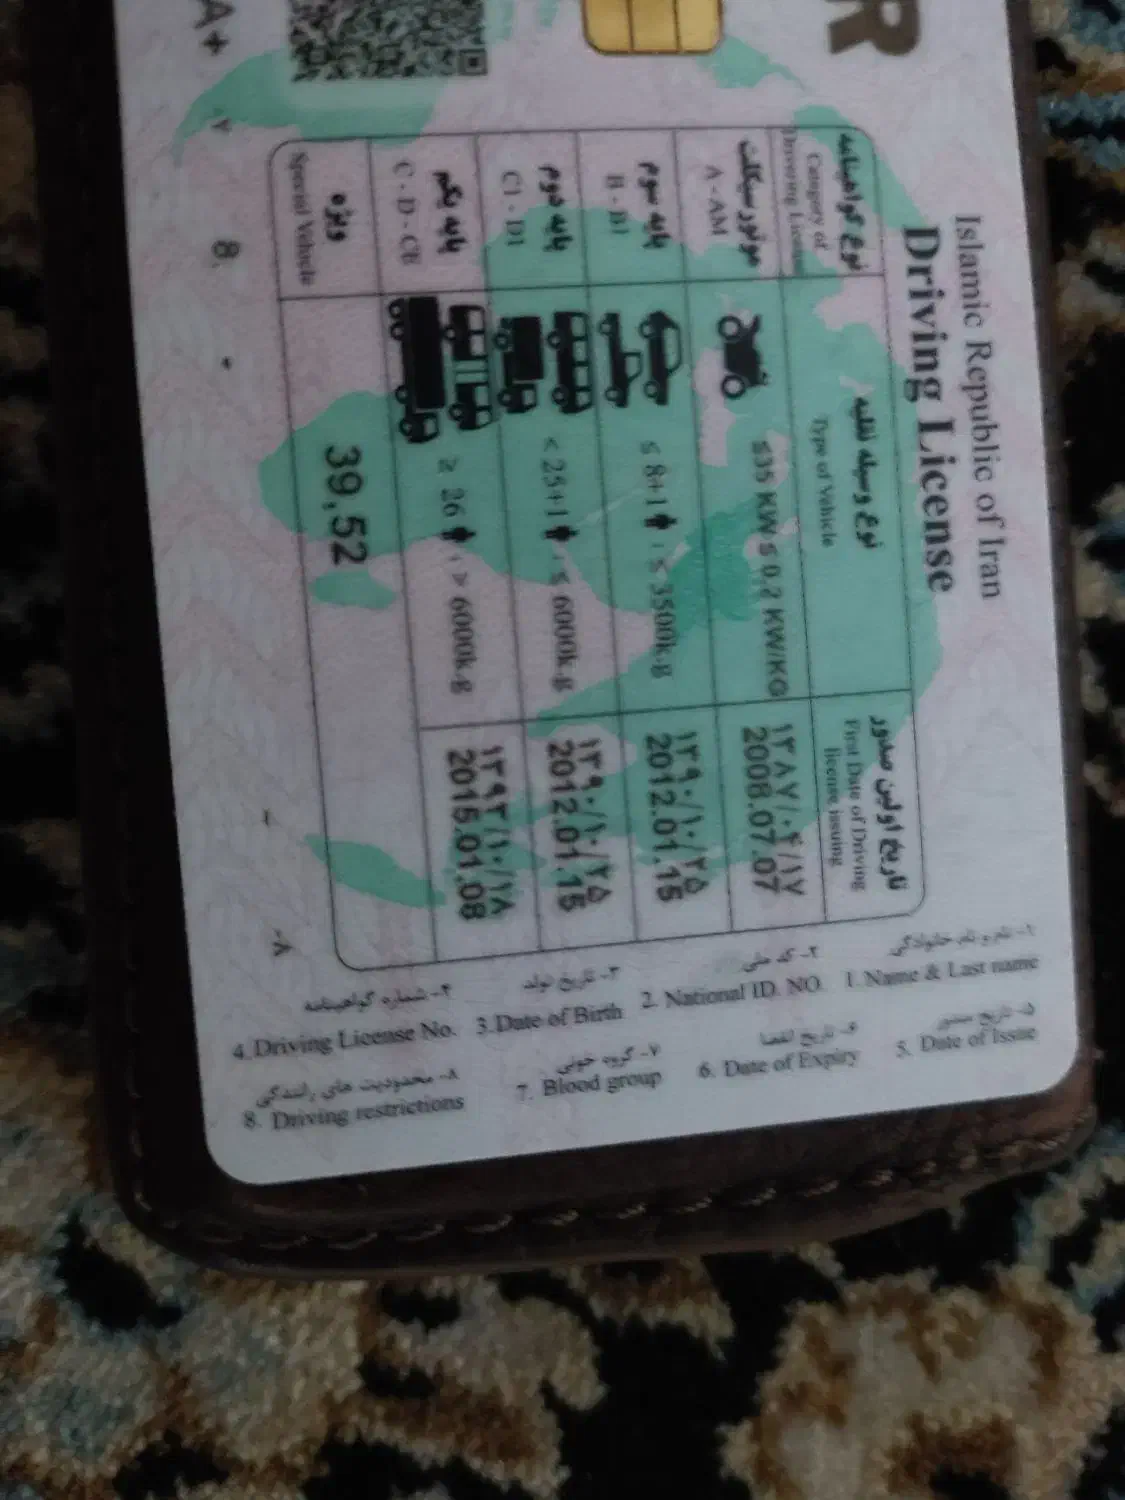 R
A+
۷
8.
-
-
-۸
Islamic Republic of Iran
Driving License
نوع گواهینامه
Category of
Driving License
نوع وسیله نقلیه
Type of Vehicle
تاریخ اولین صدور
First Date of Driving
license issuing
موتورسیکلت
A - AM
≤35 KW ≤ 0.2 KW/KG
۱۳۸۷/۰۴/۱۷
2008.07.07
پایه سوم
B - B1
≤ 8+1 , ≤ 3500k.g
۱۳۹۰/۱۰/۲۵
2012.01.15
پایه دوم
C1 - D1
< 25+1 , ≤ 6000k.g
۱۳۹۰/۱۰/۲۵
2012.01.15
پایه یکم
C - D - CE
≥ 26 , > 6000k.g
۱۳۹۳/۱۰/۱۸
2015.01.08
ویژه
Special Vehicle
39,52
۱- نام و نام خانوادگی
1. Name & Last name
۲- کد ملی
2. National ID. NO.
۳- تاریخ تولد
3.Date of Birth
۴- شماره گواهینامه
4.Driving License No.
۵- تاریخ صدور
5. Date of Issue
۶- تاریخ انقضا
6. Date of Expiry
۷- گروه خونی
7. Blood group
۸- محدودیت های رانندگی
8. Driving restrictions